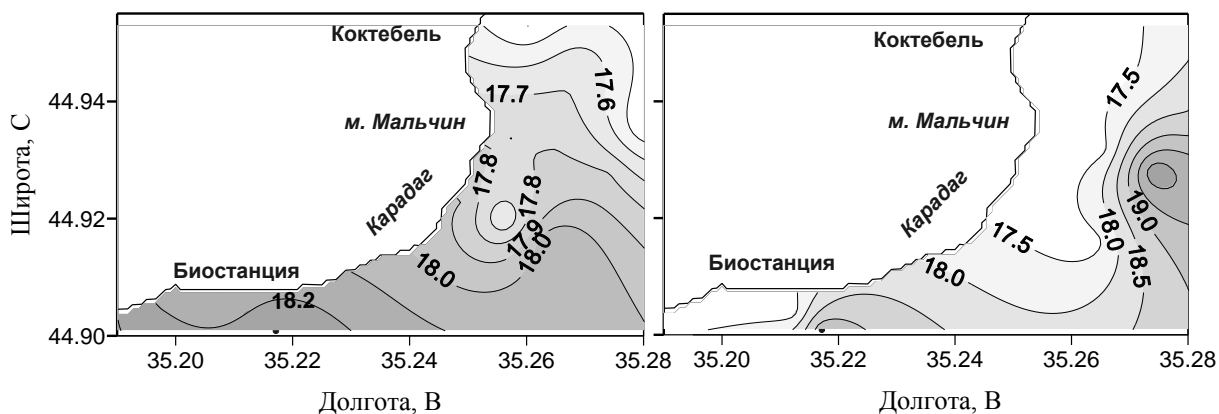 Широта, С
44.94
44.92
44.90
Коктебель
м. Мальчин
Карадаг
Биостанция
17.6
17.7
17.8
17.8
17.9
18.0
18.0
18.2
35.20
35.22
35.24
35.26
35.28
Долгота, В
Коктебель
м. Мальчин
Карадаг
Биостанция
17.5
19.0
18.0
18.5
17.5
18.0
35.20
35.22
35.24
35.26
35.28
Долгота, В